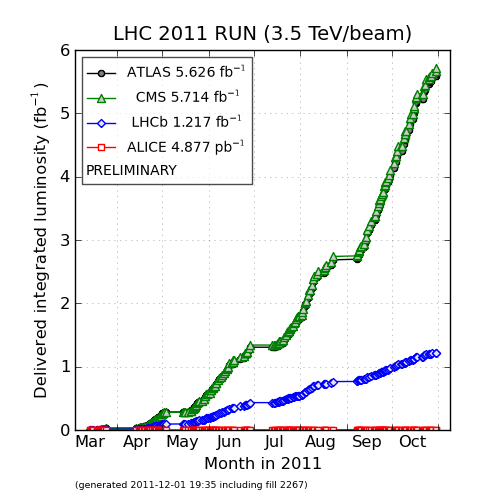 LHC 2011 RUN (3.5 TeV/beam)
Delivered integrated luminosity (fb⁻¹)
6
5
4
3
2
1
0
ATLAS 5.626 fb⁻¹
CMS 5.714 fb⁻¹
LHCb 1.217 fb⁻¹
ALICE 4.877 pb⁻¹
PRELIMINARY
Mar Apr May Jun Jul Aug Sep Oct
Month in 2011
(generated 2011-12-01 19:35 including fill 2267)